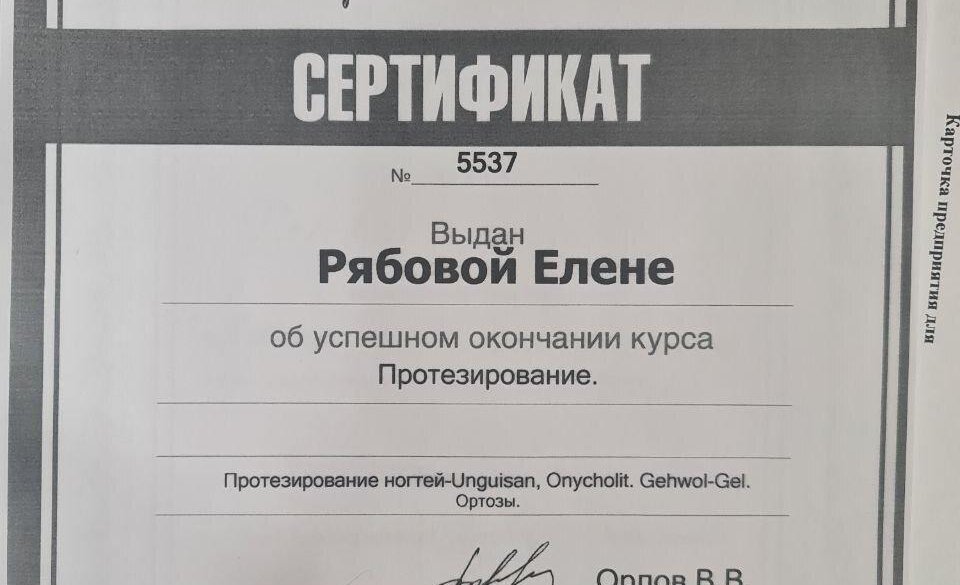 СЕРТИФИКАТ
№ 5537
Выдан
Рябовой Елене
об успешном окончании курса
Протезирование.
Протезирование ногтей-Unguisan, Onycholit. Gehwol-Gel.
Ортозы.
Орлов В.В.
Карточка предприятия для